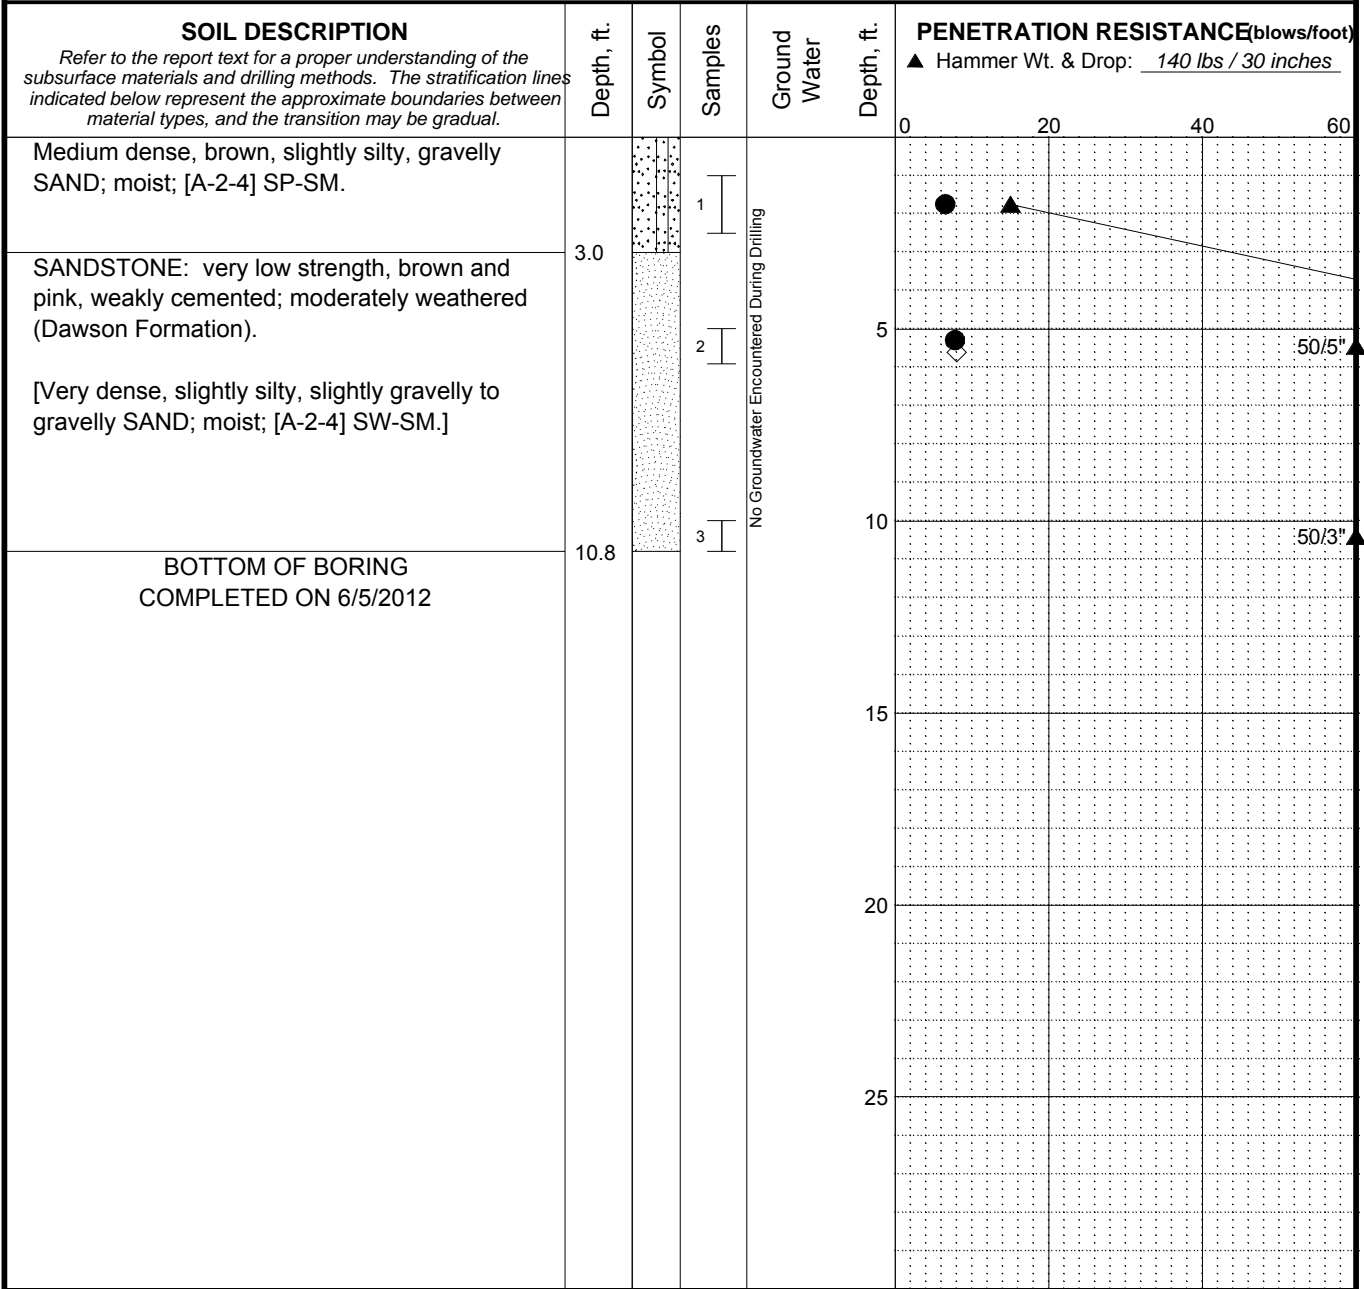 SOIL DESCRIPTION
Refer to the report text for a proper understanding of the
subsurface materials and drilling methods. The stratification lines
indicated below represent the approximate boundaries between
material types, and the transition may be gradual.
Depth, ft.
Symbol
Samples
Ground
Water
Depth, ft.
PENETRATION RESISTANCE(blows/foot)
▲ Hammer Wt. & Drop: 140 lbs / 30 inches
0 20 40 60
Medium dense, brown, slightly silty, gravelly
SAND; moist; [A-2-4] SP-SM.
3.0
SANDSTONE: very low strength, brown and
pink, weakly cemented; moderately weathered
(Dawson Formation).
[Very dense, slightly silty, slightly gravelly to
gravelly SAND; moist; [A-2-4] SW-SM.]
10.8
BOTTOM OF BORING
COMPLETED ON 6/5/2012
1
2
3
No Groundwater Encountered During Drilling
5
50/5"
10
50/3"
15
20
25